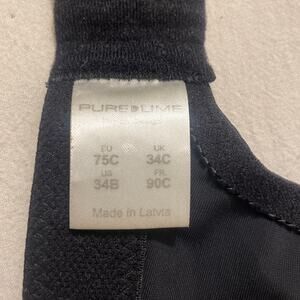 PURE LIME
EU UK
75C 34C
US FR
34B 90C
Made in Latvia